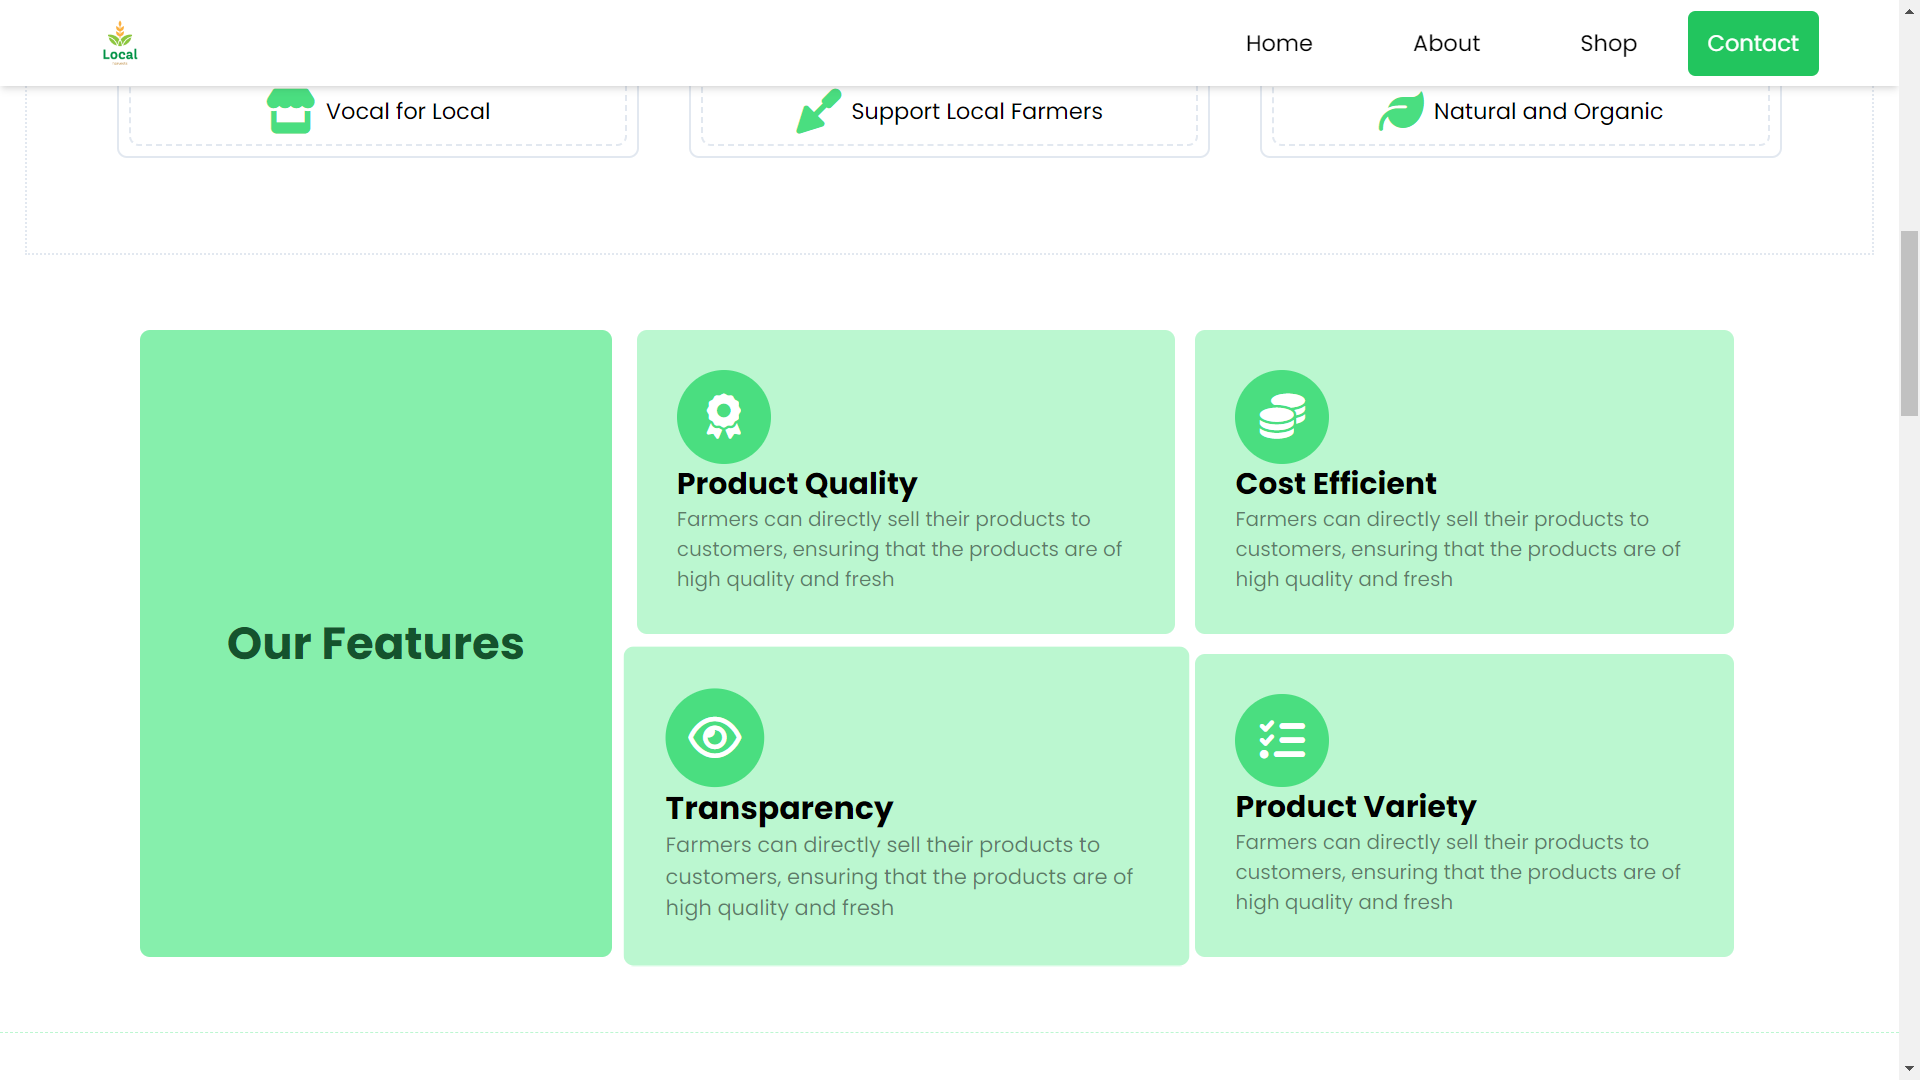 Local
Home
About
Shop
Contact
Vocal for Local
Support Local Farmers
Natural and Organic
Our Features
Product Quality
Farmers can directly sell their products to
customers, ensuring that the products are of
high quality and fresh
Cost Efficient
Farmers can directly sell their products to
customers, ensuring that the products are of
high quality and fresh
Transparency
Farmers can directly sell their products to
customers, ensuring that the products are of
high quality and fresh
Product Variety
Farmers can directly sell their products to
customers, ensuring that the products are of
high quality and fresh